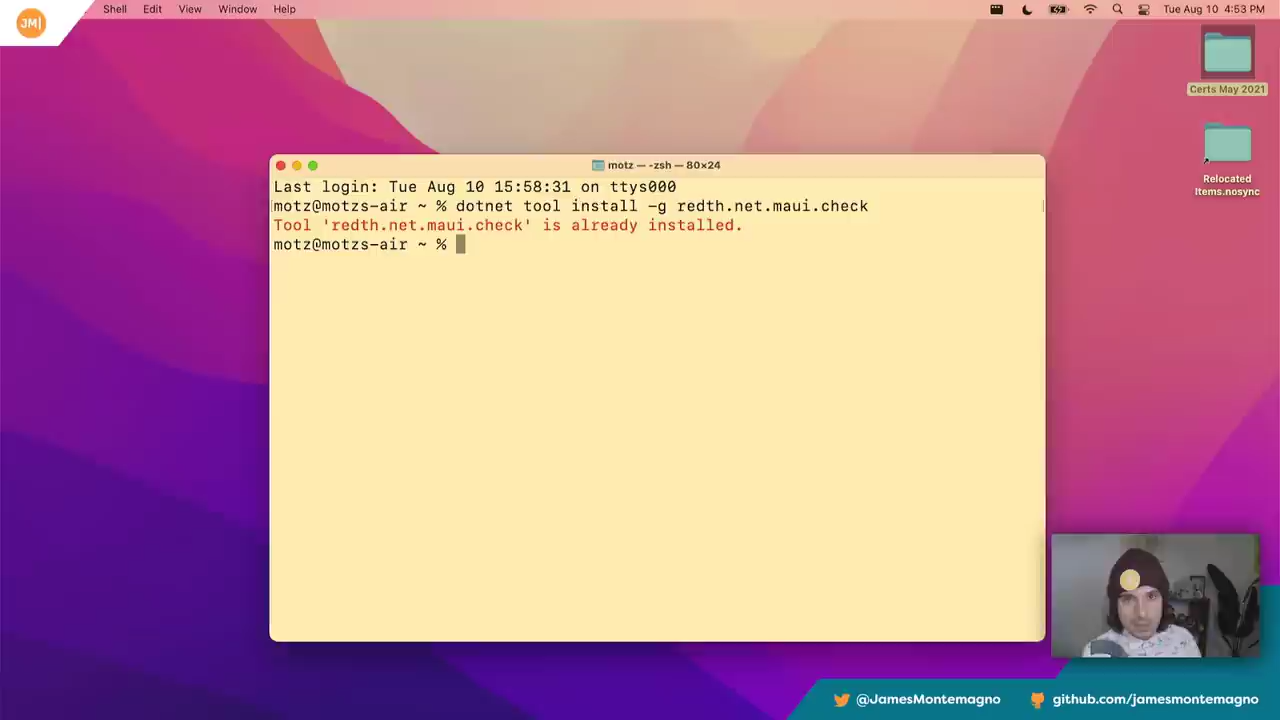 JM|
Shell Edit View Window Help
Tue Aug 10 4:53 PM
Certs May 2021
Relocated
Items.nosync
motz — -zsh — 80×24
Last login: Tue Aug 10 15:58:31 on ttys000
motz@motzs-air ~ % dotnet tool install -g redth.net.maui.check
Tool 'redth.net.maui.check' is already installed.
motz@motzs-air ~ %
@JamesMontemagno
github.com/jamesmontemagno